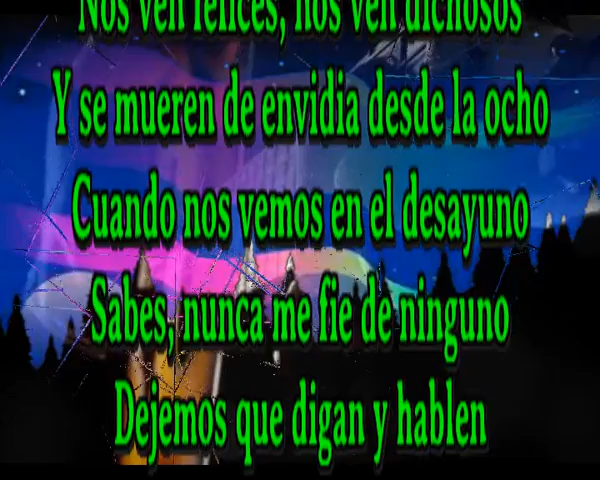 Nos ven felices, nos ven dichosos
Y se mueren de envidia desde la ocho
Cuando nos vemos en el desayuno
Sabes, nunca me fie de ninguno
Dejemos que digan y hablen